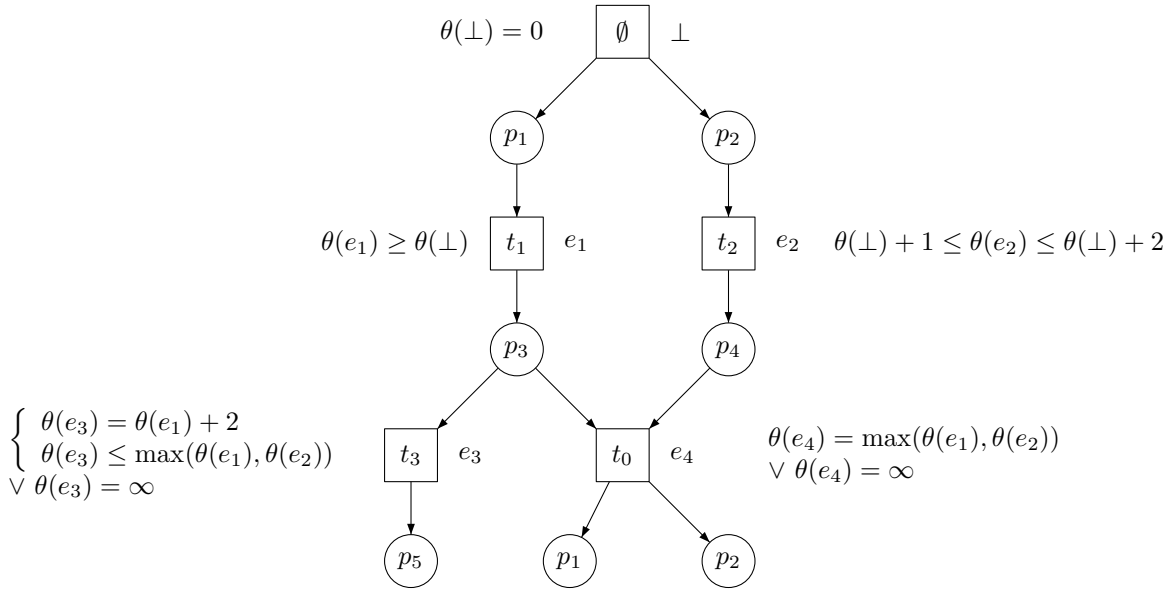 θ(⊥) = 0 ∅ ⊥
p₁ p₂
θ(e₁) ≥ θ(⊥) t₁ e₁ t₂ e₂ θ(⊥) + 1 ≤ θ(e₂) ≤ θ(⊥) + 2
p₃ p₄
{ θ(e₃) = θ(e₁) + 2
θ(e₃) ≤ max(θ(e₁), θ(e₂))
∨ θ(e₃) = ∞
t₃ e₃ t₀ e₄
θ(e₄) = max(θ(e₁), θ(e₂))
∨ θ(e₄) = ∞
p₅ p₁ p₂